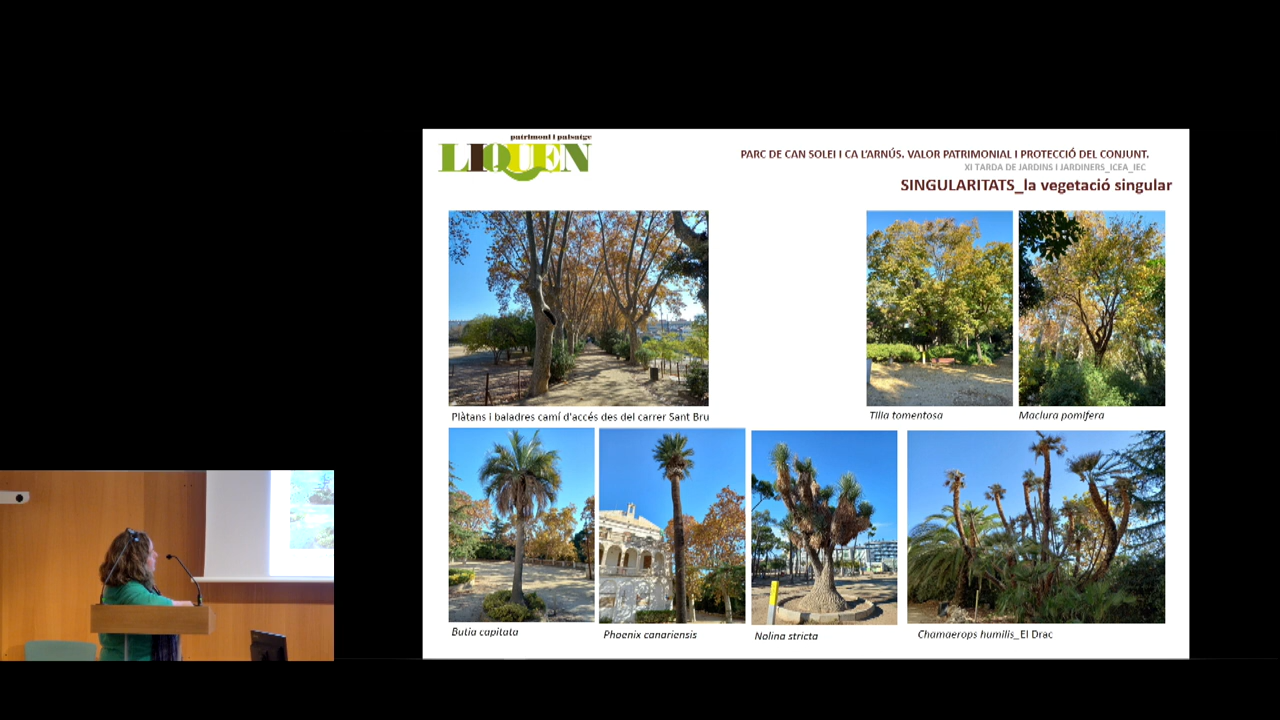 patrimoni i paisatge
LIQUEN
PARC DE CAN SOLEI I CA L'ARNÚS. VALOR PATRIMONIAL I PROTECCIÓ DEL CONJUNT.
XI TARDA DE JARDINS I JARDINERS_ICEA_IEC
SINGULARITATS_la vegetació singular
Plàtans i baladres camí d'accés des del carrer Sant Bru
Tilia tomentosa
Maclura pomifera
Butia capitata
Phoenix canariensis
Nolina stricta
Chamaerops humilis_El Drac